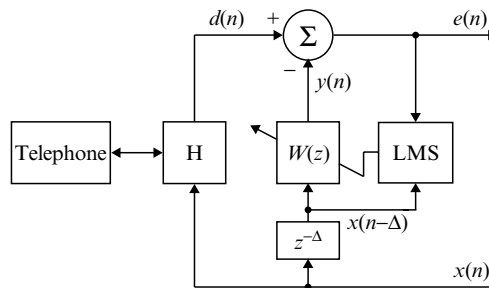 d(n) + Σ e(n)
− y(n)
Telephone H W(z) LMS
x(n−Δ)
z^{−Δ}
x(n)